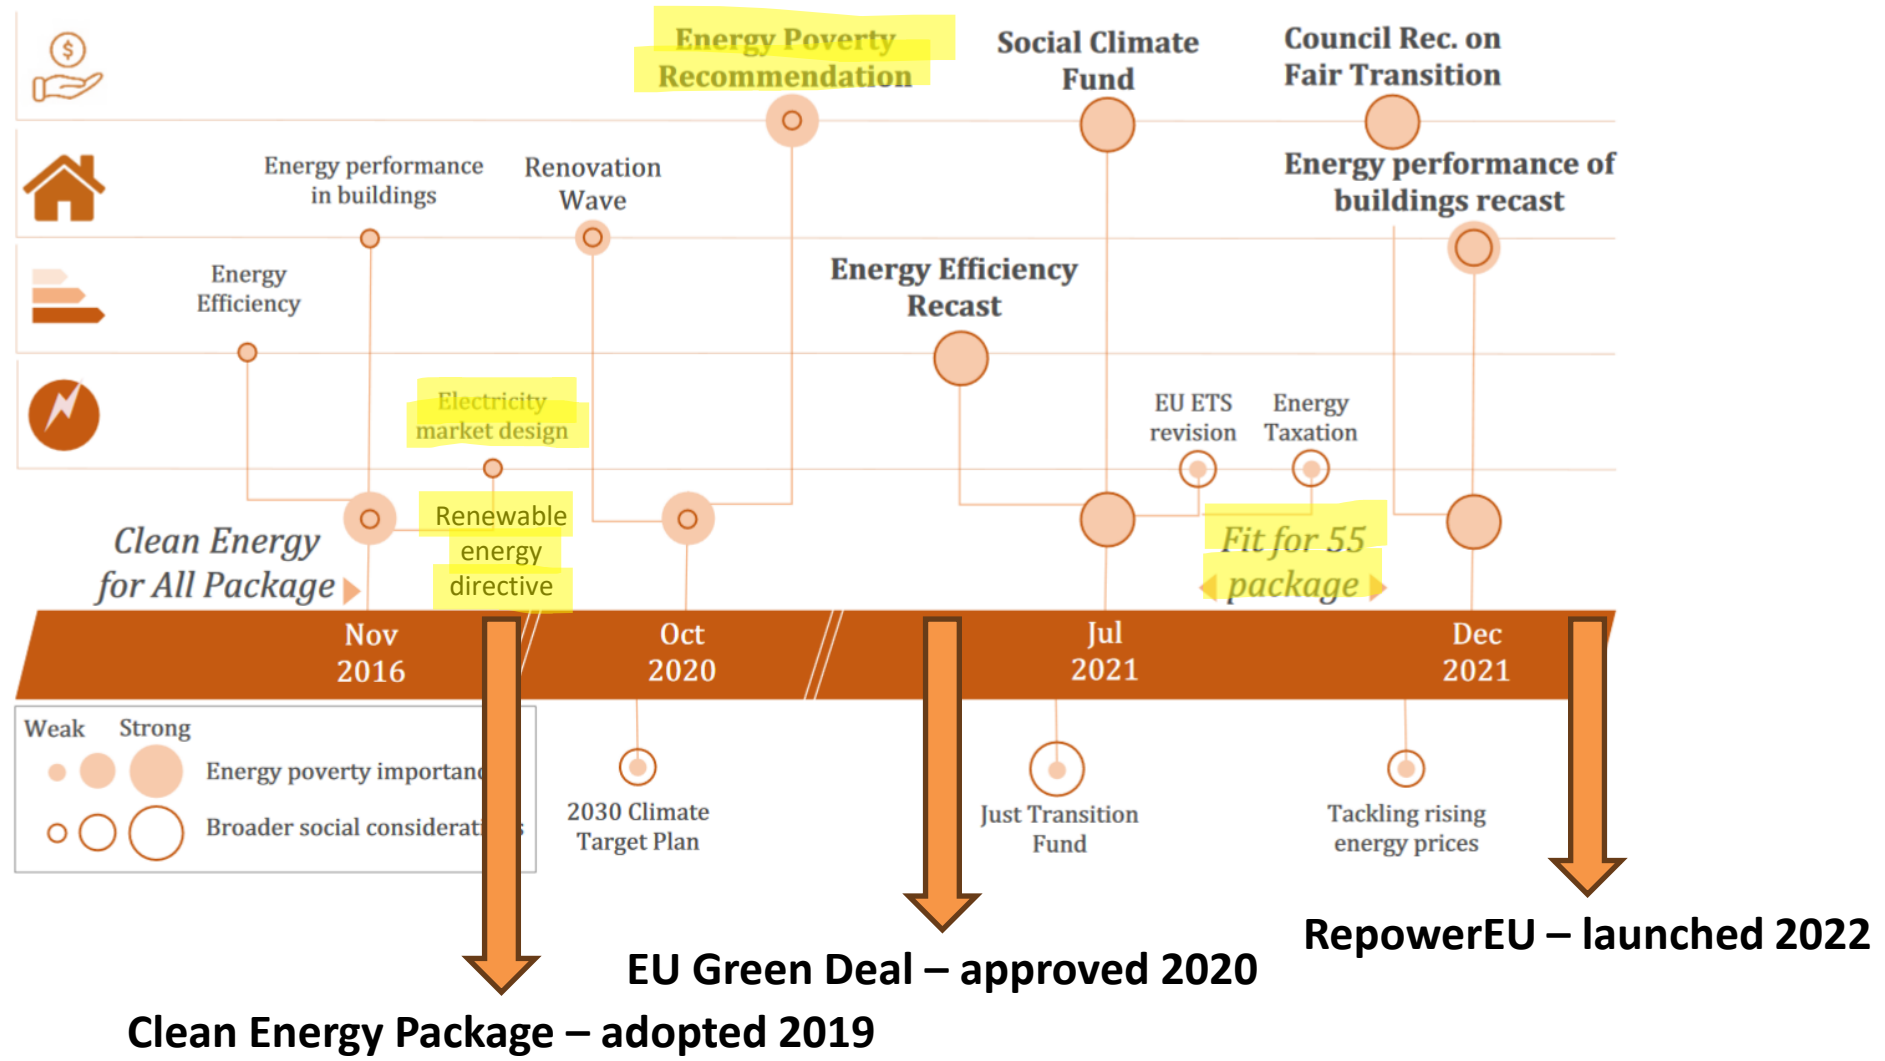 Energy Poverty
Recommendation
Social Climate
Fund
Council Rec. on
Fair Transition
Energy performance
in buildings
Renovation
Wave
Energy performance of
buildings recast
Energy
Efficiency
Energy Efficiency
Recast
Electricity
market design
EU ETS
revision
Energy
Taxation
Clean Energy
for All Package
Renewable
energy
directive
Fit for 55
package
Nov
2016
Oct
2020
Jul
2021
Dec
2021
Weak Strong
Energy poverty importanc
Broader social considerati s
2030 Climate
Target Plan
Just Transition
Fund
Tackling rising
energy prices
RepowerEU – launched 2022
EU Green Deal – approved 2020
Clean Energy Package – adopted 2019